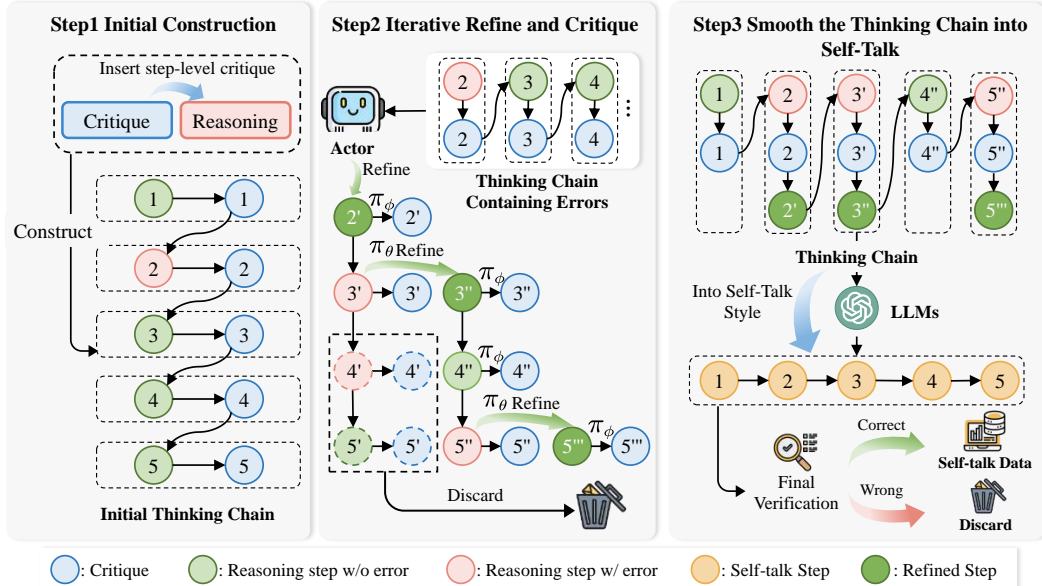 Step1 Initial Construction
Insert step-level critique
Critique
Reasoning
Construct
1
1
2
2
3
3
4
4
5
5
Initial Thinking Chain
Step2 Iterative Refine and Critique
Actor
2
3
4
2
3
4
...
Thinking Chain
Containing Errors
Refine
2'
πϕ
2'
πθ Refine
3'
3'
3''
πϕ
3''
4'
4'
4''
πϕ
4''
πθ Refine
5'
5'
5''
5''
5'''
πϕ
5'''
Discard
Step3 Smooth the Thinking Chain into
Self-Talk
1
2
3'
4''
5''
1
2
3'
4''
5''
2'
3''
5'''
Thinking Chain
Into Self-Talk
Style
LLMs
1
2
3
4
5
Final
Verification
Correct
Self-talk Data
Wrong
Discard
: Critique
: Reasoning step w/o error
: Reasoning step w/ error
: Self-talk Step
: Refined Step